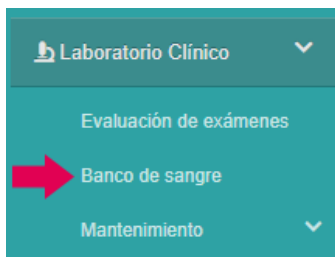 Laboratorio Clínico
Evaluación de exámenes
Banco de sangre
Mantenimiento